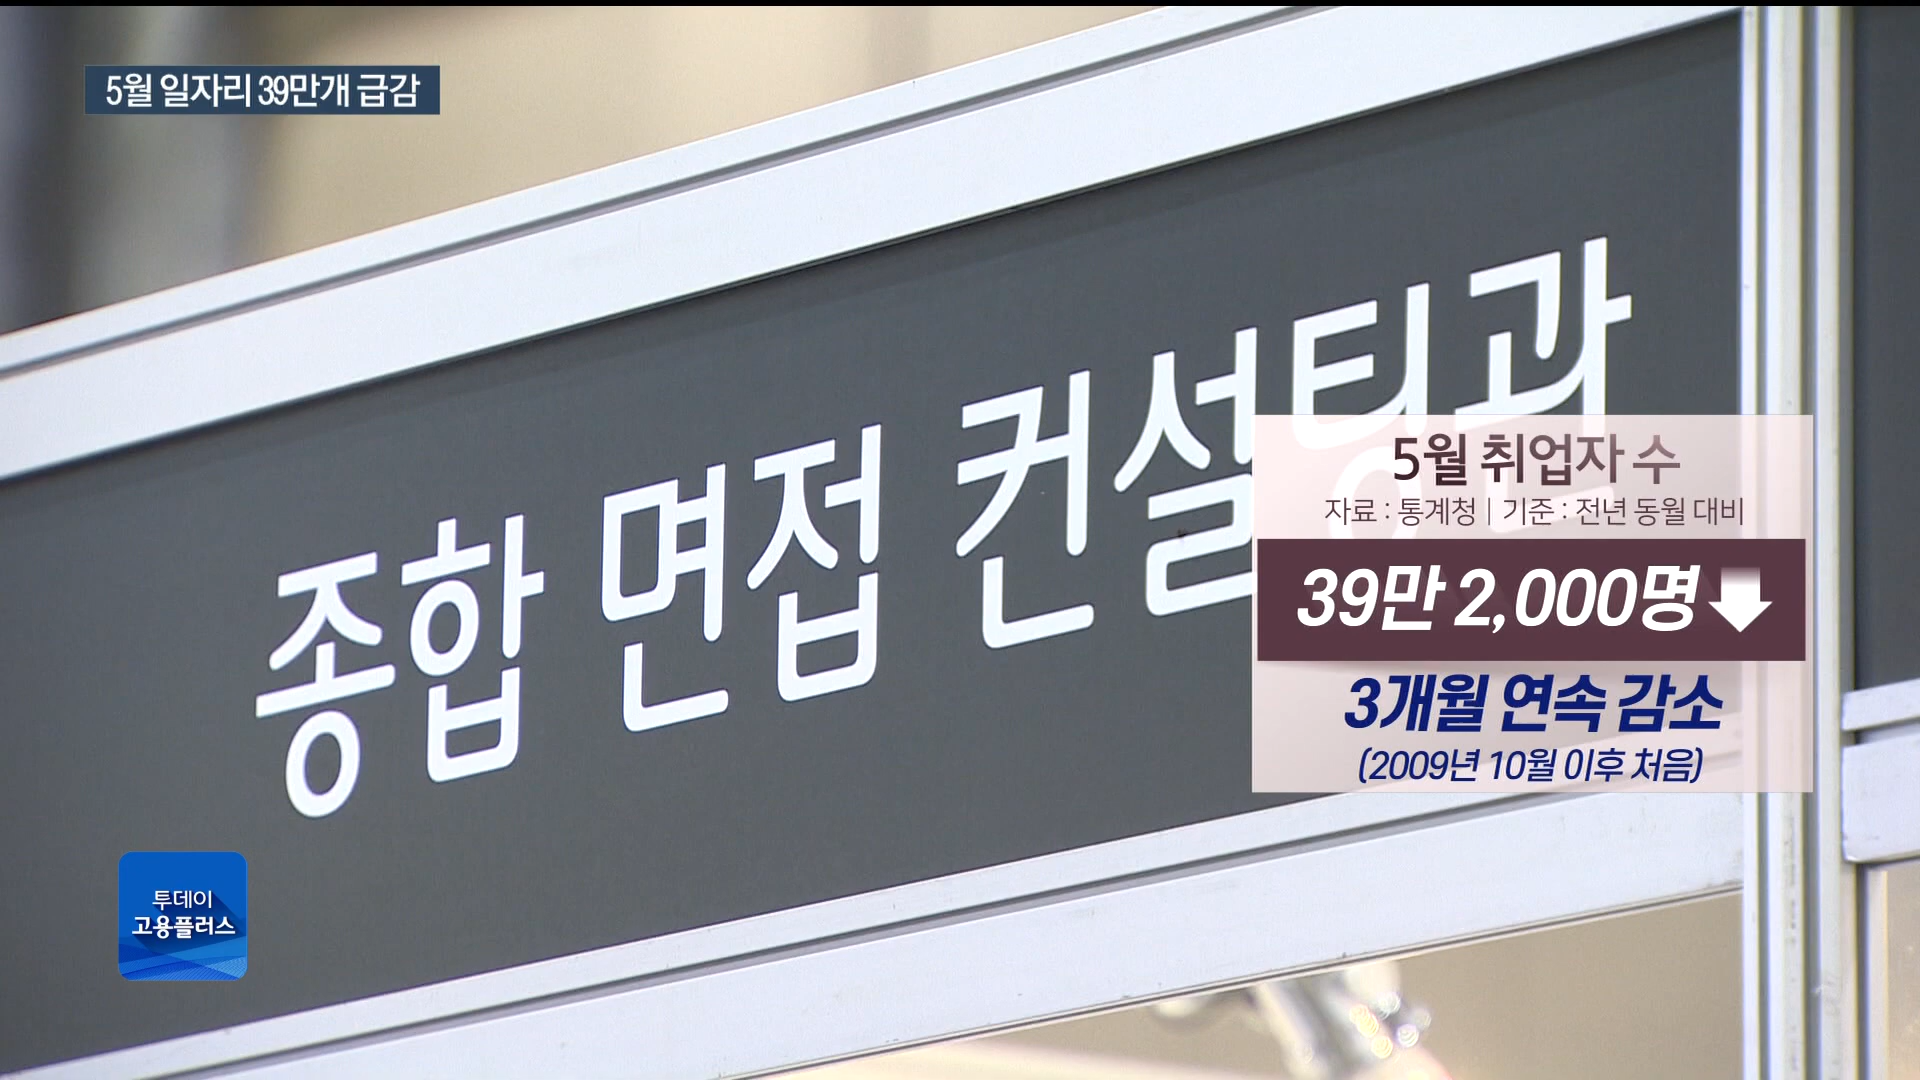 5월 일자리 39만개 급감
종합 면접 컨설팅관
5월 취업자 수
자료 : 통계청 | 기준 : 전년 동월 대비
39만 2,000명
3개월 연속 감소
(2009년 10월 이후 처음)
투데이
고용플러스